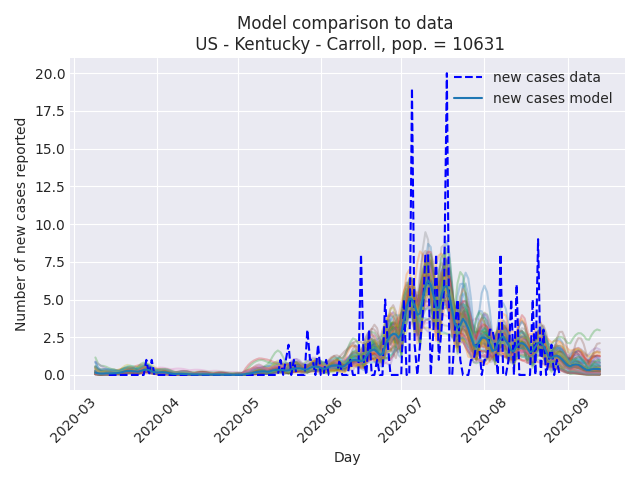 Model comparison to data
US - Kentucky - Carroll, pop. = 10631
new cases data
new cases model
Number of new cases reported
20.0
17.5
15.0
12.5
10.0
7.5
5.0
2.5
0.0
2020-03
2020-04
2020-05
2020-06
2020-07
2020-08
2020-09
Day